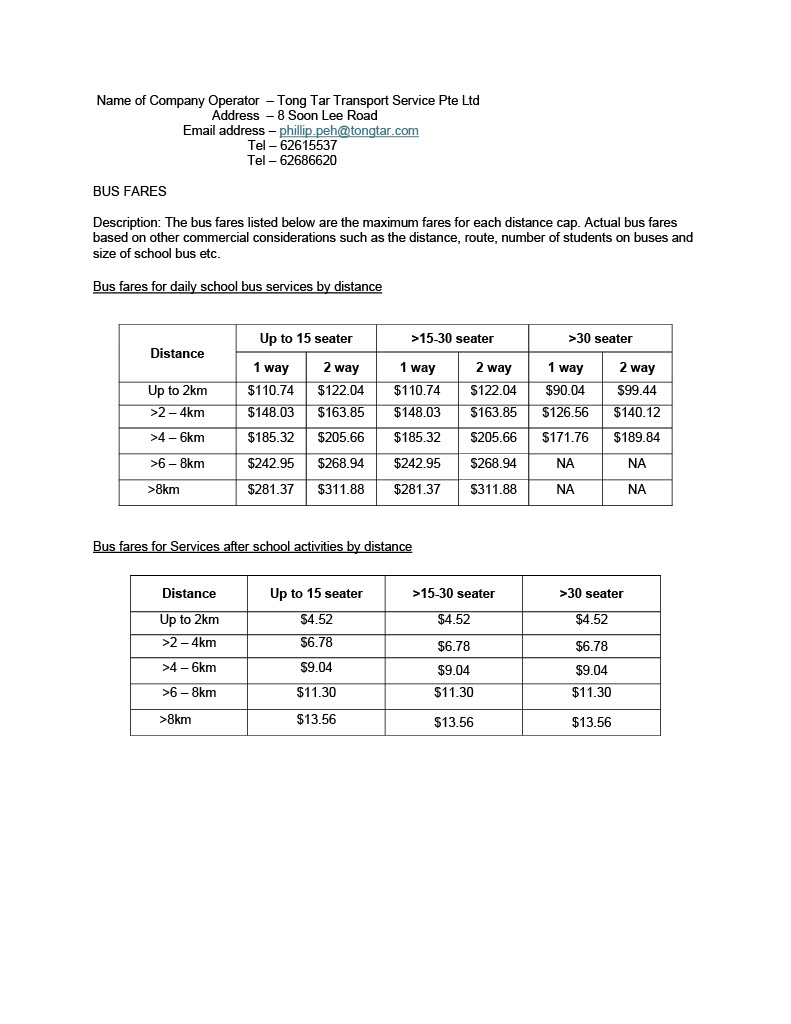 Name of Company Operator – Tong Tar Transport Service Pte Ltd
Address – 8 Soon Lee Road
Email address – phillip.peh@tongtar.com
Tel – 62615537
Tel – 62686620
BUS FARES
Description: The bus fares listed below are the maximum fares for each distance cap. Actual bus fares
based on other commercial considerations such as the distance, route, number of students on buses and
size of school bus etc.
Bus fares for daily school bus services by distance
Distance Up to 15 seater >15-30 seater >30 seater
1 way 2 way 1 way 2 way 1 way 2 way
Up to 2km $110.74 $122.04 $110.74 $122.04 $90.04 $99.44
>2 – 4km $148.03 $163.85 $148.03 $163.85 $126.56 $140.12
>4 – 6km $185.32 $205.66 $185.32 $205.66 $171.76 $189.84
>6 – 8km $242.95 $268.94 $242.95 $268.94 NA NA
>8km $281.37 $311.88 $281.37 $311.88 NA NA
Bus fares for Services after school activities by distance
Distance Up to 15 seater >15-30 seater >30 seater
Up to 2km $4.52 $4.52 $4.52
>2 – 4km $6.78 $6.78 $6.78
>4 – 6km $9.04 $9.04 $9.04
>6 – 8km $11.30 $11.30 $11.30
>8km $13.56 $13.56 $13.56